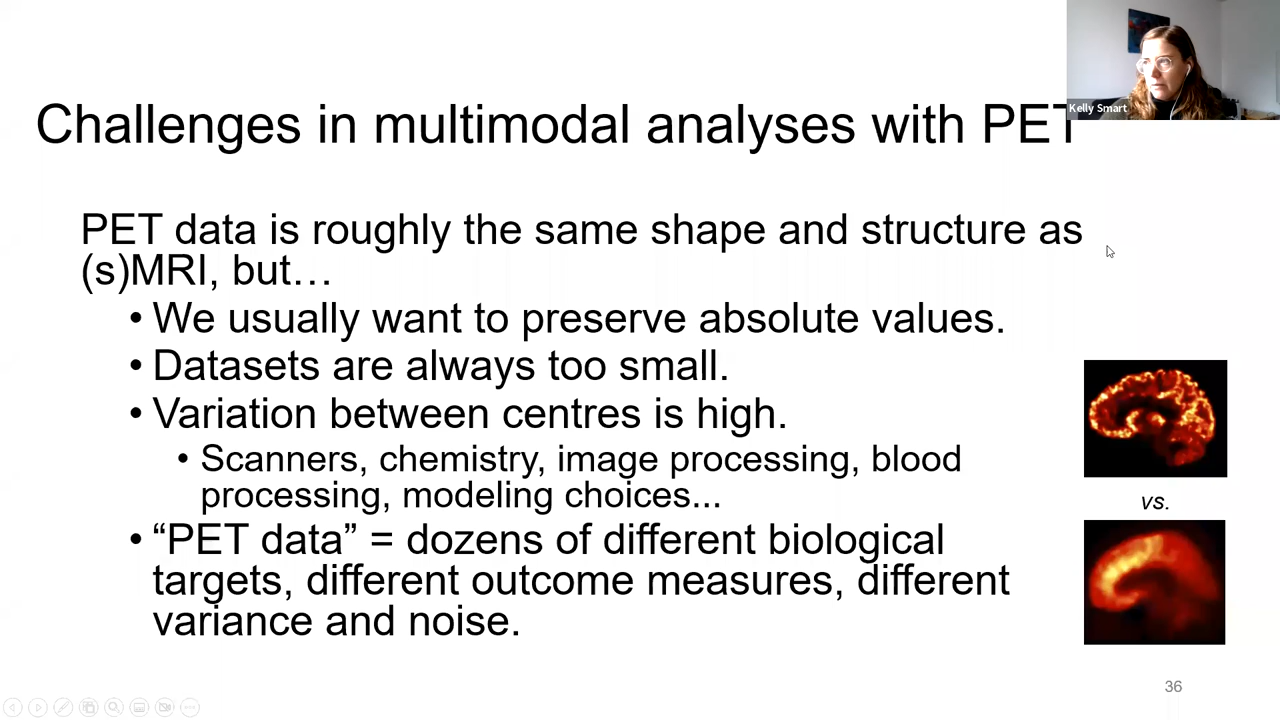 Kelly Smart
Challenges in multimodal analyses with PET
PET data is roughly the same shape and structure as
(s)MRI, but…
• We usually want to preserve absolute values.
• Datasets are always too small.
• Variation between centres is high.
• Scanners, chemistry, image processing, blood
processing, modeling choices...
• “PET data” = dozens of different biological
targets, different outcome measures, different
variance and noise.
vs.
36